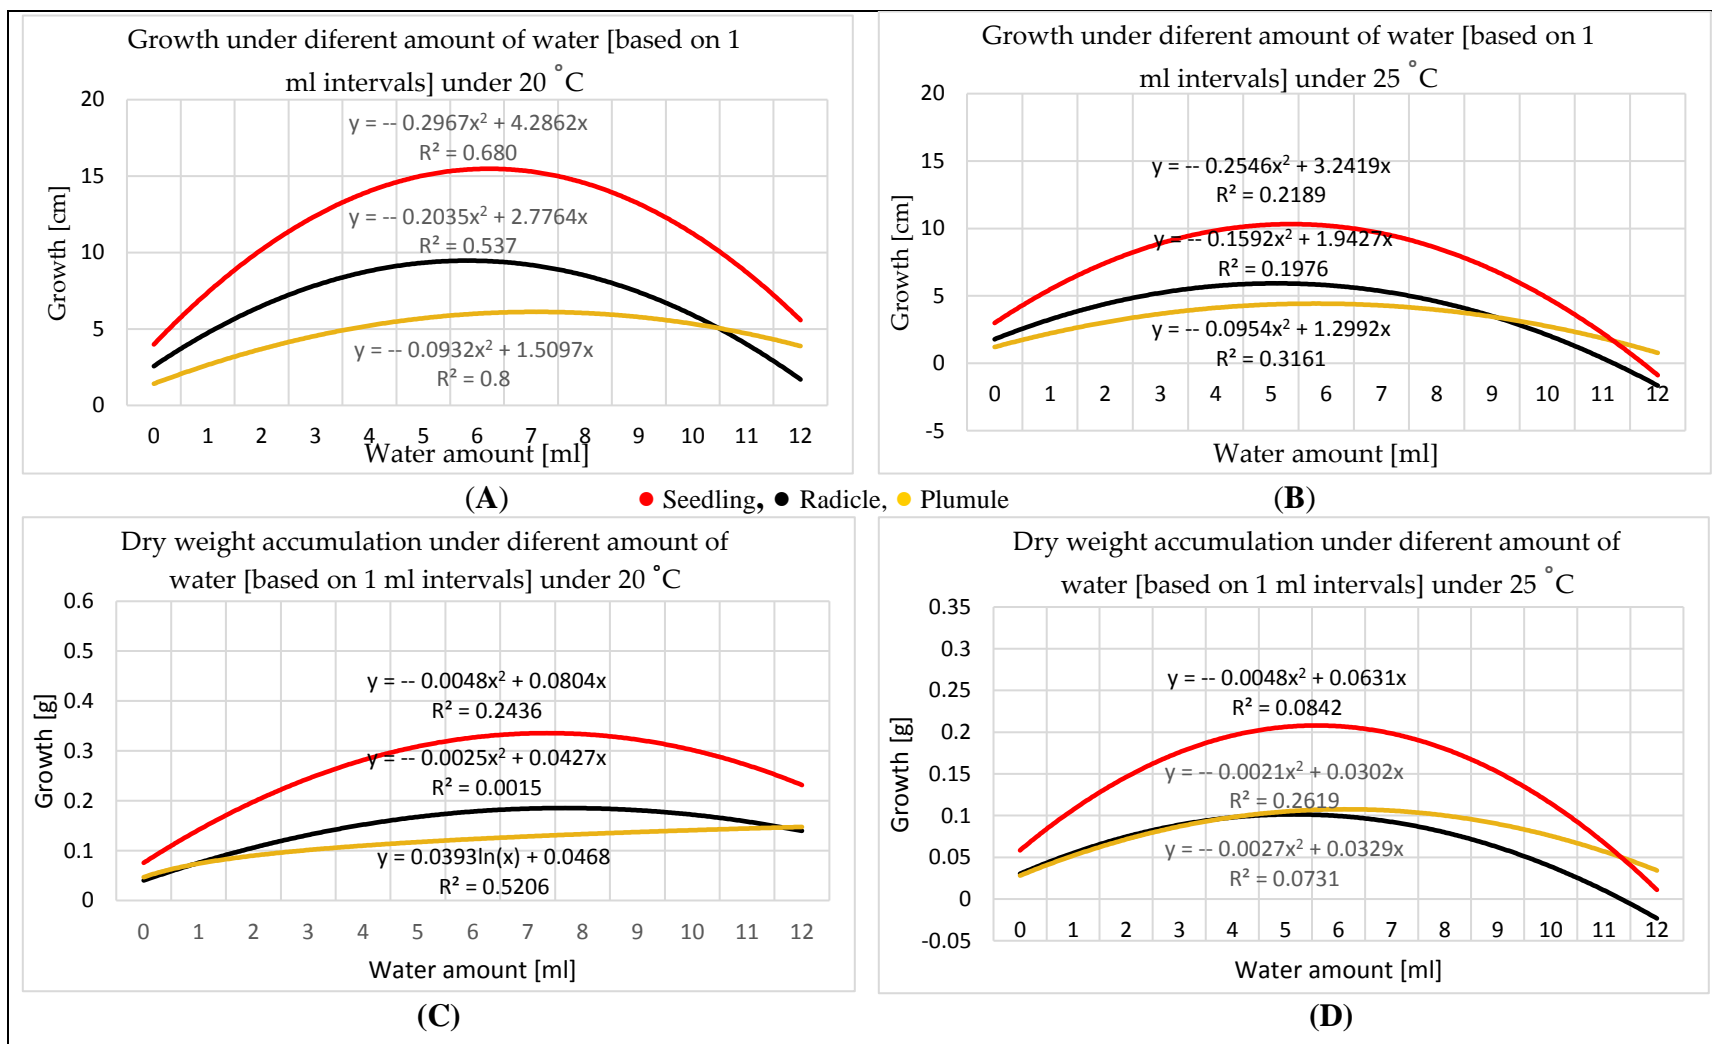 Growth under diferent amount of water [based on 1
ml intervals] under 20 ˚C
20
15
10
5
0
Growth [cm]
y = -- 0.2967x² + 4.2862x
R² = 0.680
y = -- 0.2035x² + 2.7764x
R² = 0.537
y = -- 0.0932x² + 1.5097x
R² = 0.8
0 1 2 3 4 5 6 7 8 9 10 11 12
Water amount [ml]
(A)
Growth under diferent amount of water [based on 1
ml intervals] under 25 ˚C
20
15
10
5
0
-5
Growth [cm]
y = -- 0.2546x² + 3.2419x
R² = 0.2189
y = -- 0.1592x² + 1.9427x
R² = 0.1976
y = -- 0.0954x² + 1.2992x
R² = 0.3161
0 1 2 3 4 5 6 7 8 9 10 11 12
Water amount [ml]
(B)
Seedling, Radicle, Plumule
Dry weight accumulation under diferent amount of
water [based on 1 ml intervals] under 20 ˚C
0.6
0.5
0.4
0.3
0.2
0.1
0
Growth [g]
y = -- 0.0048x² + 0.0804x
R² = 0.2436
y = -- 0.0025x² + 0.0427x
R² = 0.0015
y = 0.0393ln(x) + 0.0468
R² = 0.5206
0 1 2 3 4 5 6 7 8 9 10 11 12
Water amount [ml]
(C)
Dry weight accumulation under diferent amount of
water [based on 1 ml intervals] under 25 ˚C
0.35
0.3
0.25
0.2
0.15
0.1
0.05
0
-0.05
Growth [g]
y = -- 0.0048x² + 0.0631x
R² = 0.0842
y = -- 0.0021x² + 0.0302x
R² = 0.2619
y = -- 0.0027x² + 0.0329x
R² = 0.0731
0 1 2 3 4 5 6 7 8 9 10 11 12
Water amount [ml]
(D)